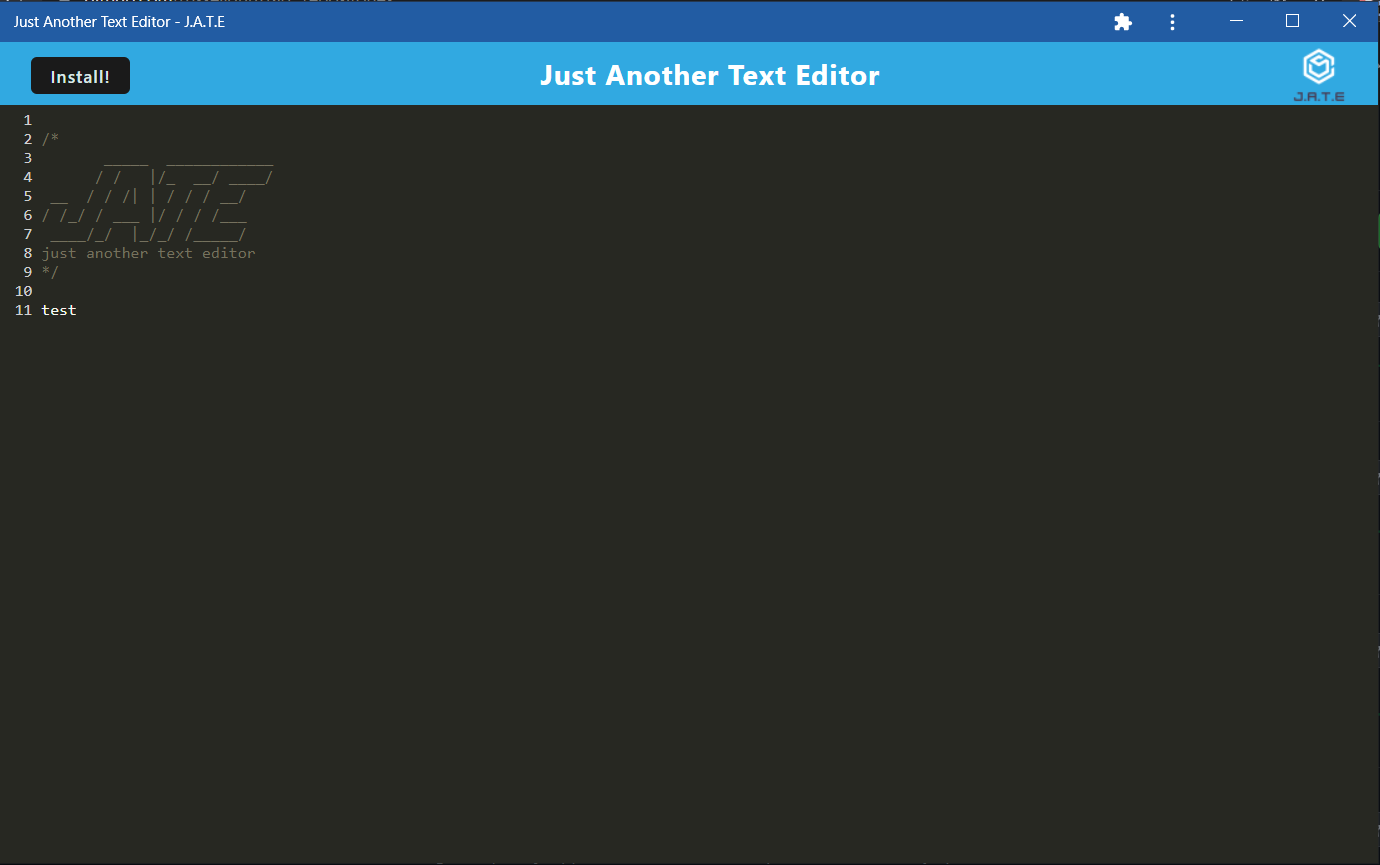 Just Another Text Editor - J.A.T.E
Install!
Just Another Text Editor
J.A.T.E
1
2 /*
3        _____  ____________
4       / /   |/_  __/ ____/
5  __  / / /| | / / / __/
6 / /_/ / ___ |/ / / /___
7  ____/_/  |_/_/ /_____/
8 just another text editor
9 */
10
11 test